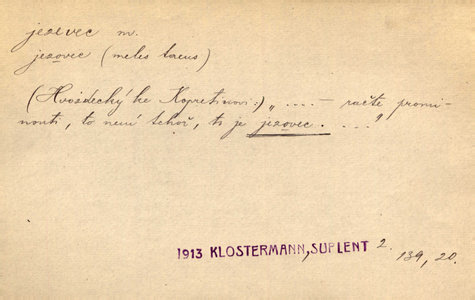 jezevec m.
jezovec (meles taxus)
(Hvozdecký ke Kopretinovi:) „ .... – račte promi-
nouti, to není tchoř, to je jezovec. ...."
1913 KLOSTERMANN, SUPLENT 2. 139, 20.